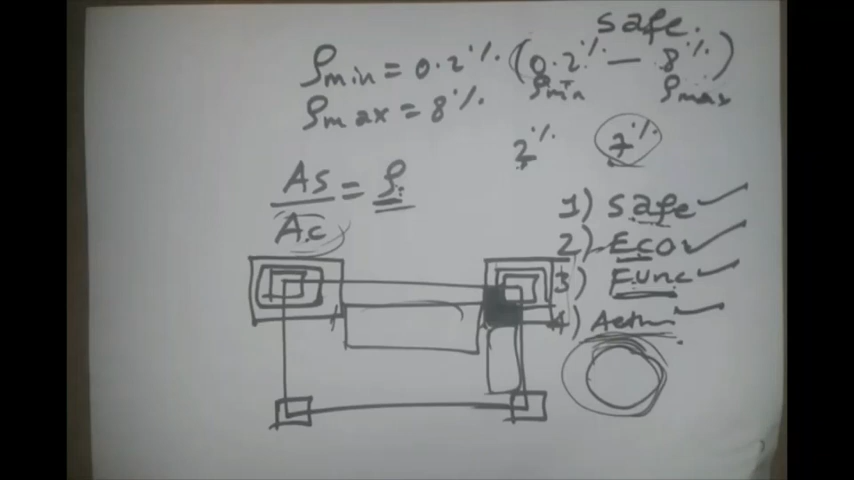 safe.
ρmin = 0.2% (0.2% — 8%)
ρmin ρmax
ρmax = 8%
2% 7%
As
Ac = ρ
1) Safe ✓
2) Eco ✓
3) Func ✓
4) ✓